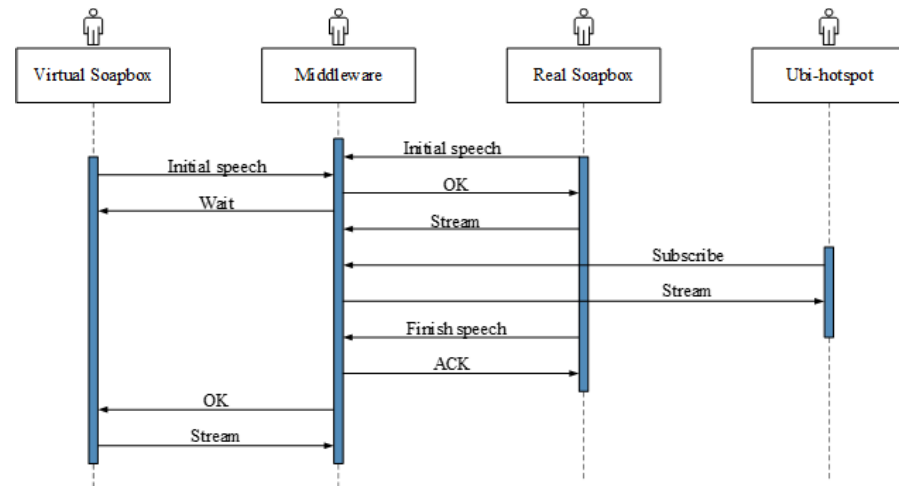 Virtual Soapbox
Middleware
Real Soapbox
Ubi-hotspot
Initial speech
Initial speech
OK
Wait
Stream
Subscribe
Stream
Finish speech
ACK
OK
Stream